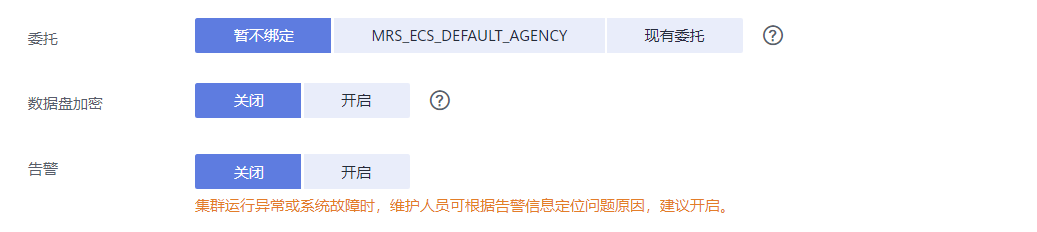 委托 暂不绑定 MRS_ECS_DEFAULT_AGENCY 现有委托 ?
数据盘加密 关闭 开启 ?
告警 关闭 开启
集群运行异常或系统故障时，维护人员可根据告警信息定位问题原因，建议开启。